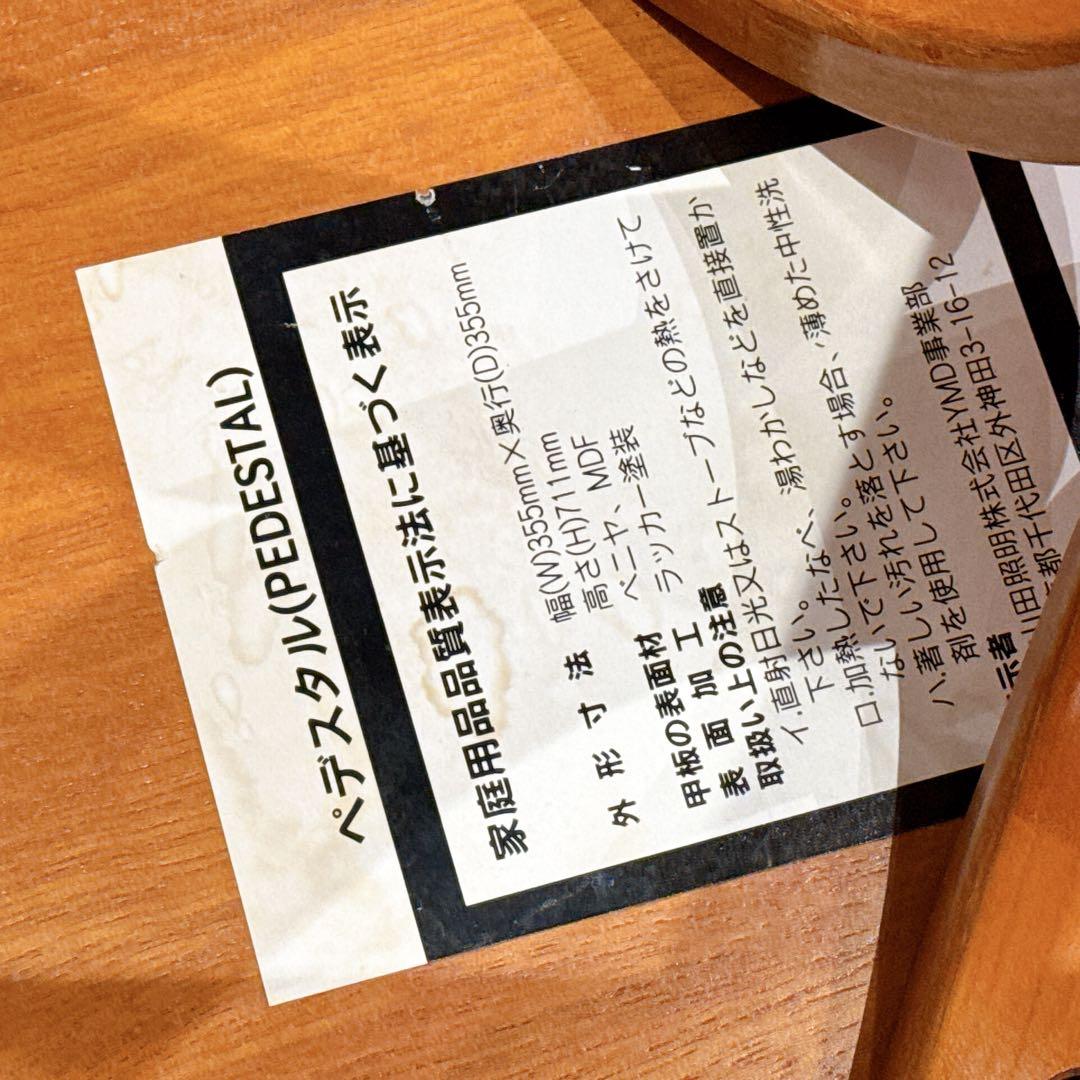 ペデスタル(PEDESTAL)
家庭用品品質表示法に基づく表示
外形寸法 幅(W)355mm×奥行(D)355mm
高さ(H)711mm
甲板の表面材 ベニヤ、MDF
表面加工 ラッカー塗装
取扱い上の注意
イ.直射日光又はストーブなどの熱をさけて
下さい。
ロ.加熱したなべ、湯わかしなどを直接置か
ないで下さい。
ハ.著しい汚れを落とす場合、薄めた中性洗
剤を使用して下さい。
示者 川田照明株式会社YMD事業部
都千代田区外神田3-16-12